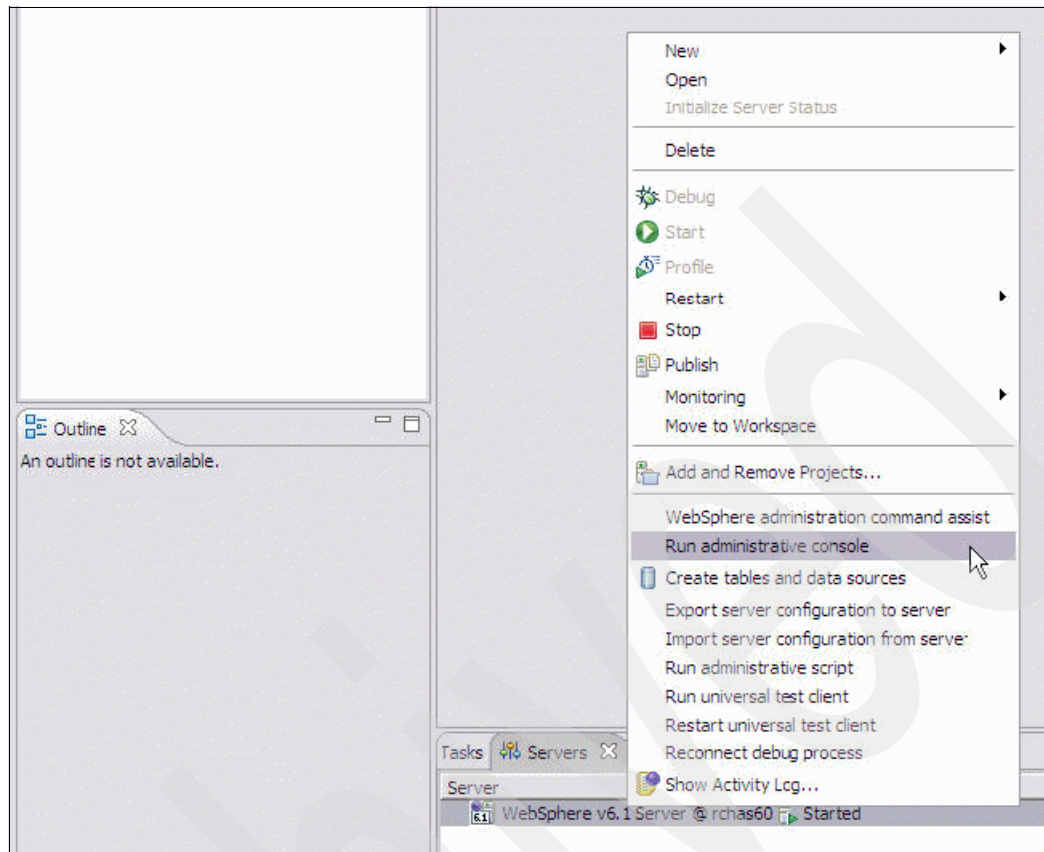 New
Open
Initialize Server Status
Delete
Debug
Start
Profile
Restart
Stop
Publish
Monitoring
Move to Workspace
Outline
An outline is not available.
Add and Remove Projects...
WebSphere administration command assist
Run administrative console
Create tables and data sources
Export server configuration to server
Import server configuration from server
Run administrative script
Run universal test client
Restart universal test client
Reconnect debug process
Show Activity Log...
Tasks Servers
Server
6.1 WebSphere v6.1 Server @ rchas60 Started